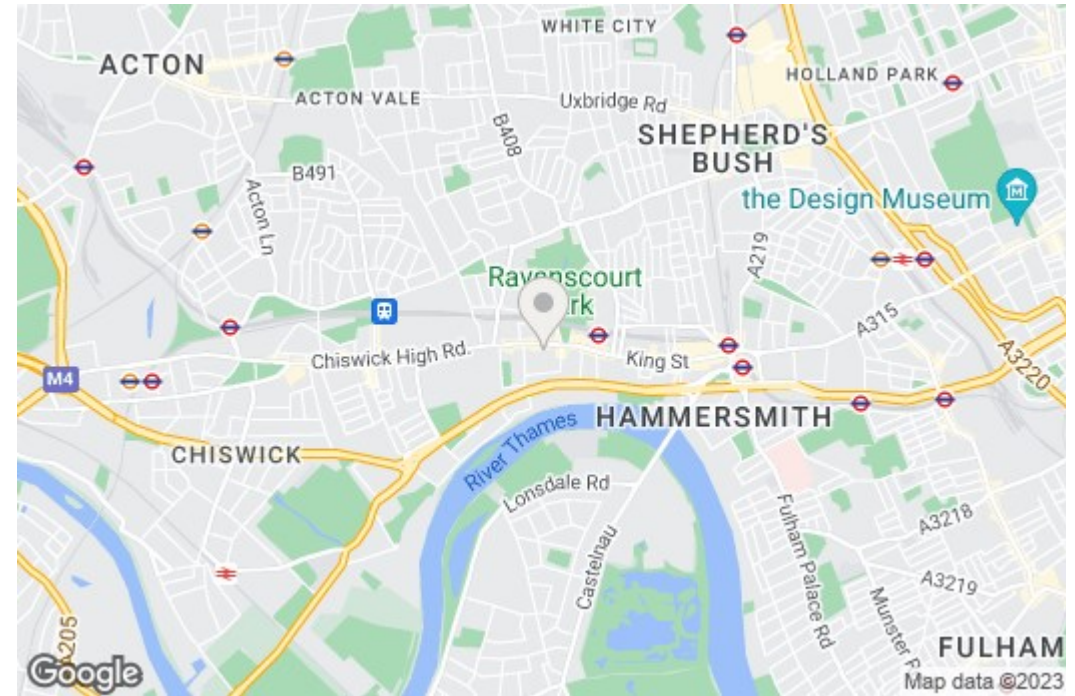 WHITE CITY
ACTON
HOLLAND PARK
ACTON VALE
Uxbridge Rd
B408
SHEPHERD'S
BUSH
B491
Acton Ln
the Design Museum
A219
Ravenscourt
Park
A315
Chiswick High Rd.
King St
A3220
M4
HAMMERSMITH
CHISWICK
River Thames
Lonsdale Rd
Fulham Palace Rd
A3218
Castelnau
A3219
A205
FULHAM
Google
Map data ©2023